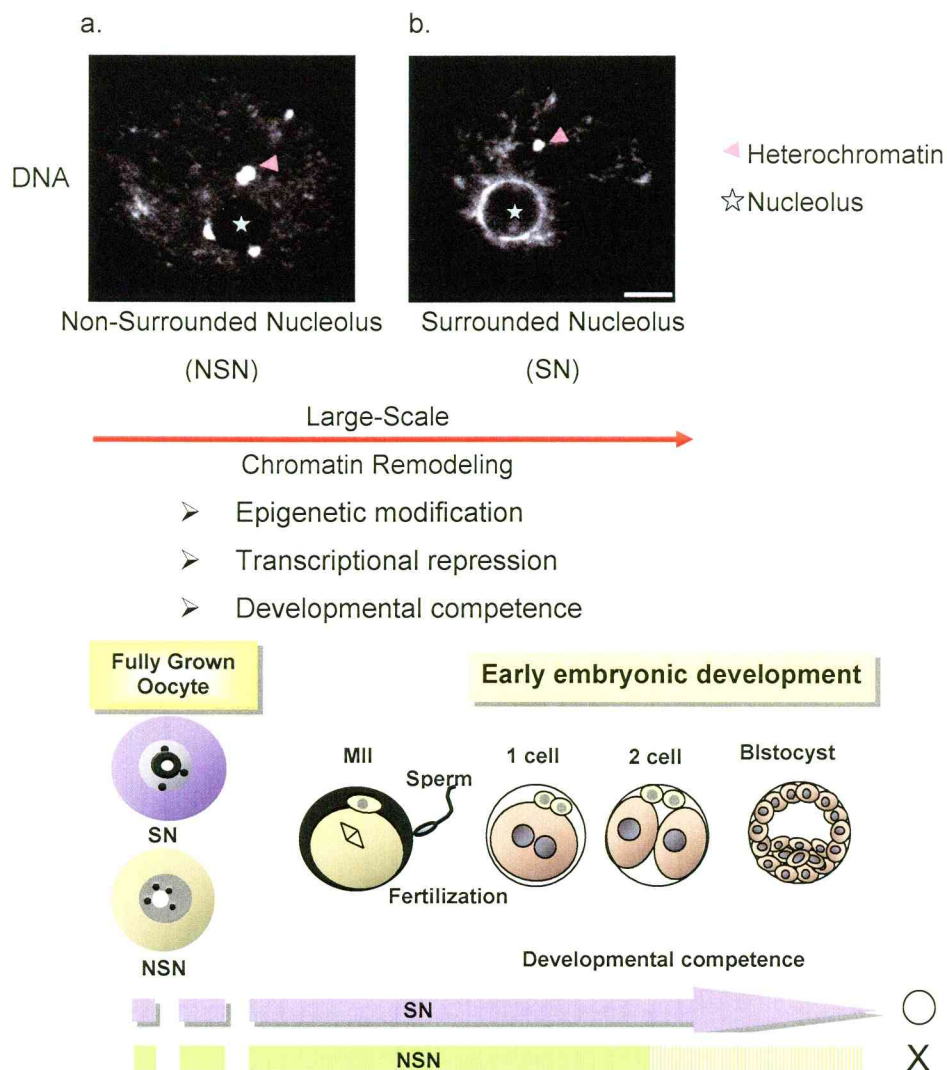 a.
b.
DNA
Heterochromatin
Nucleolus
Non-Surrounded Nucleolus
(NSN)
Surrounded Nucleolus
(SN)
Large-Scale
Chromatin Remodeling
Epigenetic modification
Transcriptional repression
Developmental competence
Fully Grown
Oocyte
Early embryonic development
SN
NSN
MII
Sperm
Fertilization
1 cell
2 cell
Blstocyst
Developmental competence
SN
NSN
X